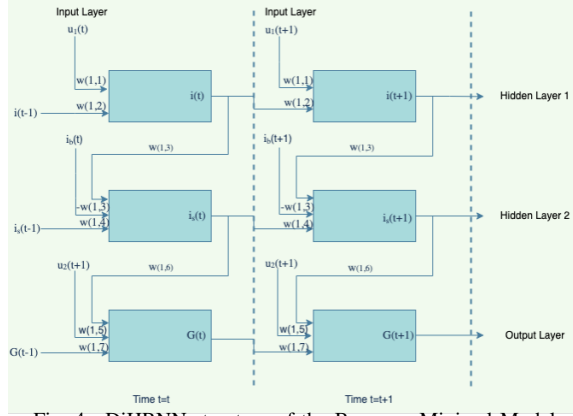 Input Layer
Input Layer
u₁(t)
u₁(t+1)
w(1,1)
w(1,1)
i(t)
i(t+1)
Hidden Layer 1
w(1,2)
w(1,2)
i(t-1)
iᵦ(t)
iᵦ(t+1)
w(1,3)
w(1,3)
-w(1,3)
-w(1,3)
iₛ(t)
iₛ(t+1)
Hidden Layer 2
w(1,4)
w(1,4)
iₛ(t-1)
u₂(t+1)
u₂(t+1)
w(1,6)
w(1,6)
w(1,5)
w(1,5)
G(t)
G(t+1)
Output Layer
w(1,7)
w(1,7)
G(t-1)
Time t=t
Time t=t+1